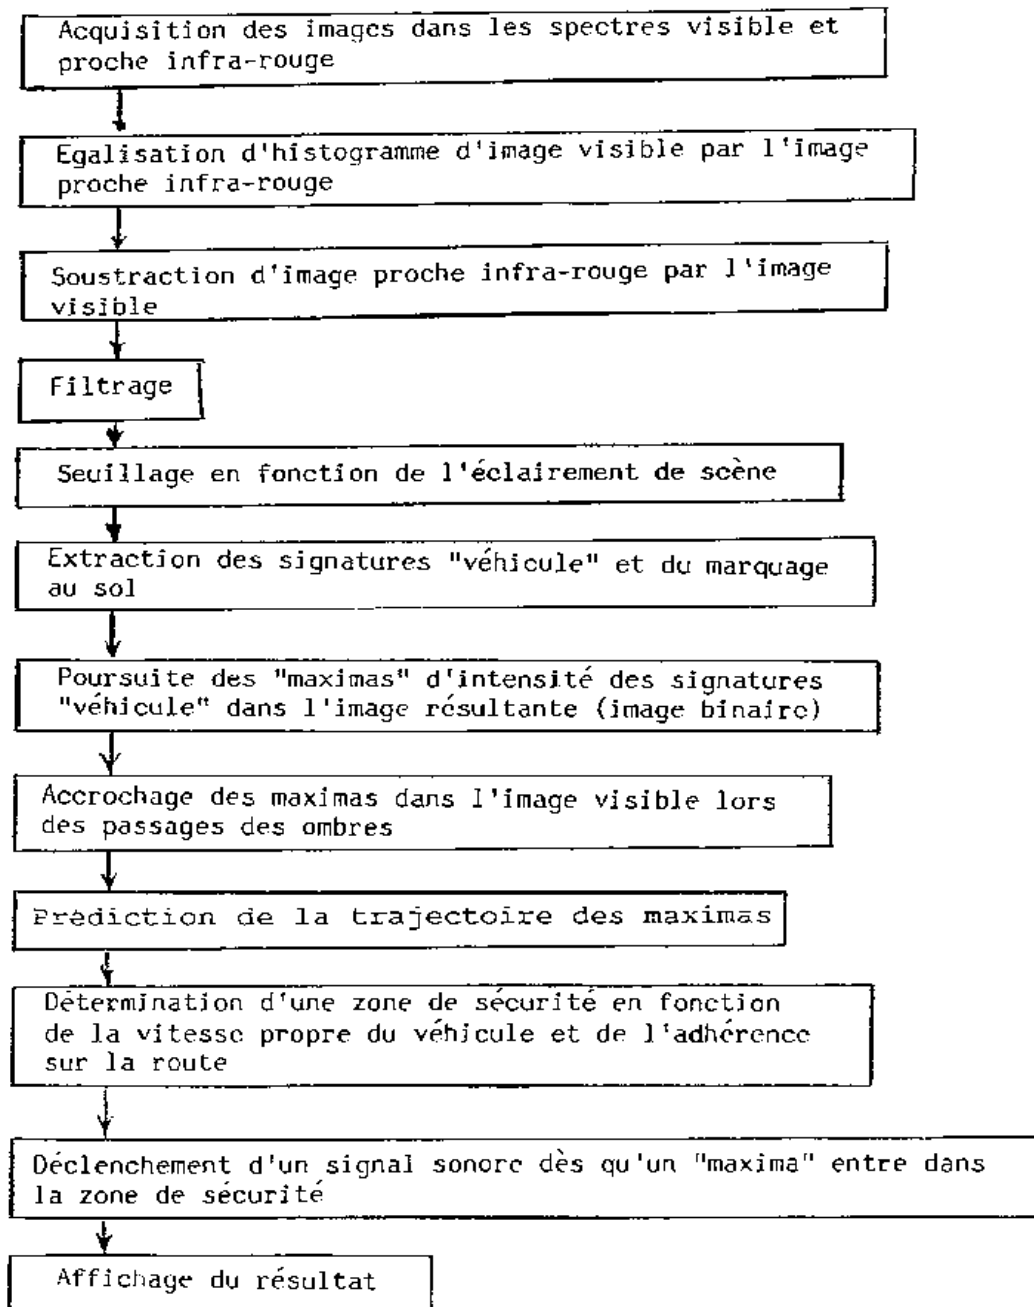 Acquisition des images dans les spectres visible et
proche infra-rouge
Egalisation d'histogramme d'image visible par l'image
proche infra-rouge
Soustraction d'image proche infra-rouge par l'image
visible
Filtrage
Seuillage en fonction de l'éclairement de scène
Extraction des signatures "véhicule" et du marquage
au sol
Poursuite des "maximas" d'intensité des signatures
"véhicule" dans l'image résultante (image binaire)
Accrochage des maximas dans l'image visible lors
des passages des ombres
Prédiction de la trajectoire des maximas
Détermination d'une zone de sécurité en fonction
de la vitesse propre du véhicule et de l'adhérence
sur la route
Déclenchement d'un signal sonore dès qu'un "maxima" entre dans
la zone de sécurité
Affichage du résultat